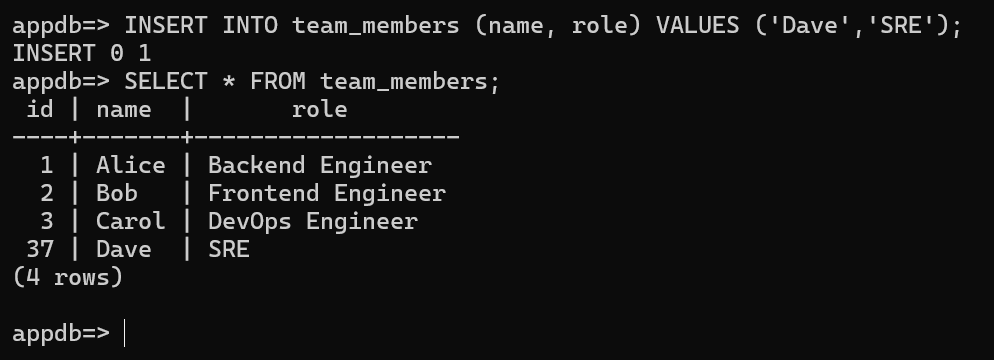 appdb=> INSERT INTO team_members (name, role) VALUES ('Dave','SRE');
INSERT 0 1
appdb=> SELECT * FROM team_members;
 id | name  |       role
----+-------+-------------------
  1 | Alice | Backend Engineer
  2 | Bob   | Frontend Engineer
  3 | Carol | DevOps Engineer
 37 | Dave  | SRE
(4 rows)

appdb=>